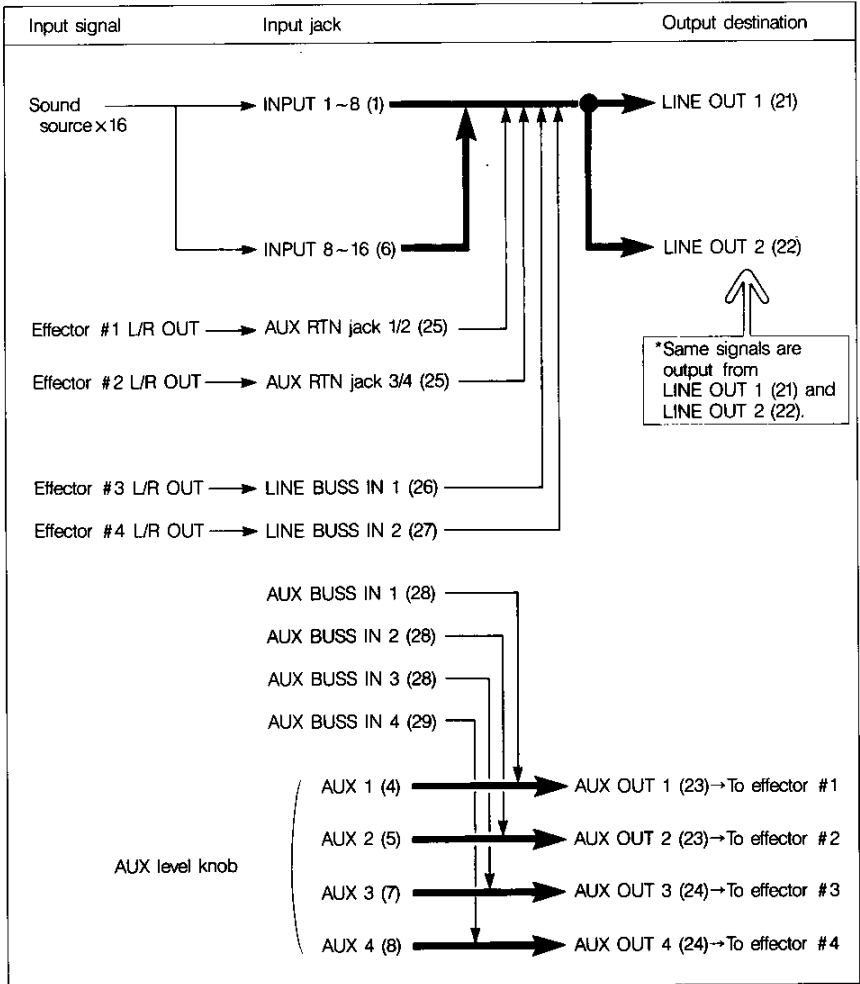 Input signal Input jack Output destination
Sound
source×16
INPUT 1~8 (1)
LINE OUT 1 (21)
INPUT 8~16 (6)
LINE OUT 2 (22)
Effector #1 L/R OUT AUX RTN jack 1/2 (25)
Effector #2 L/R OUT AUX RTN jack 3/4 (25)
*Same signals are
output from
LINE OUT 1 (21) and
LINE OUT 2 (22).
Effector #3 L/R OUT LINE BUSS IN 1 (26)
Effector #4 L/R OUT LINE BUSS IN 2 (27)
AUX BUSS IN 1 (28)
AUX BUSS IN 2 (28)
AUX BUSS IN 3 (28)
AUX BUSS IN 4 (29)
AUX level knob
AUX 1 (4) AUX OUT 1 (23)→To effector #1
AUX 2 (5) AUX OUT 2 (23)→To effector #2
AUX 3 (7) AUX OUT 3 (24)→To effector #3
AUX 4 (8) AUX OUT 4 (24)→To effector #4